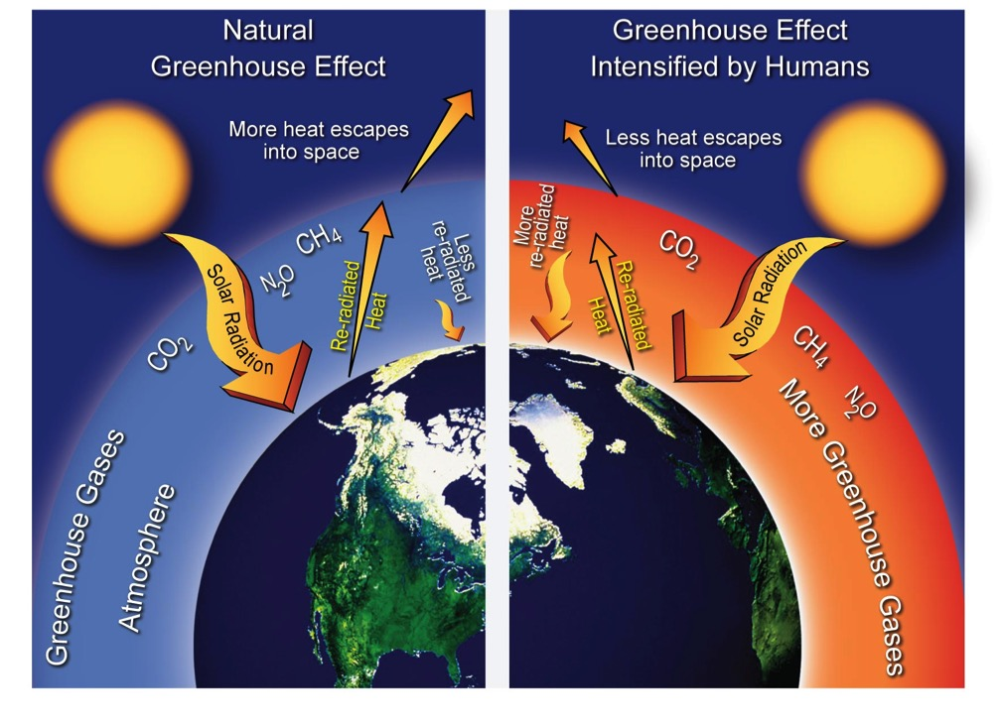 Natural
Greenhouse Effect
More heat escapes
into space
CH₄
N₂O
CO₂
Solar Radiation
Re-radiated
Heat
Less
re-radiated
heat
Greenhouse Gases
Atmosphere
Greenhouse Effect
Intensified by Humans
Less heat escapes
into space
More
re-radiated
heat
CO₂
Re-radiated
Heat
Solar Radiation
CH₄
N₂O
More Greenhouse Gases